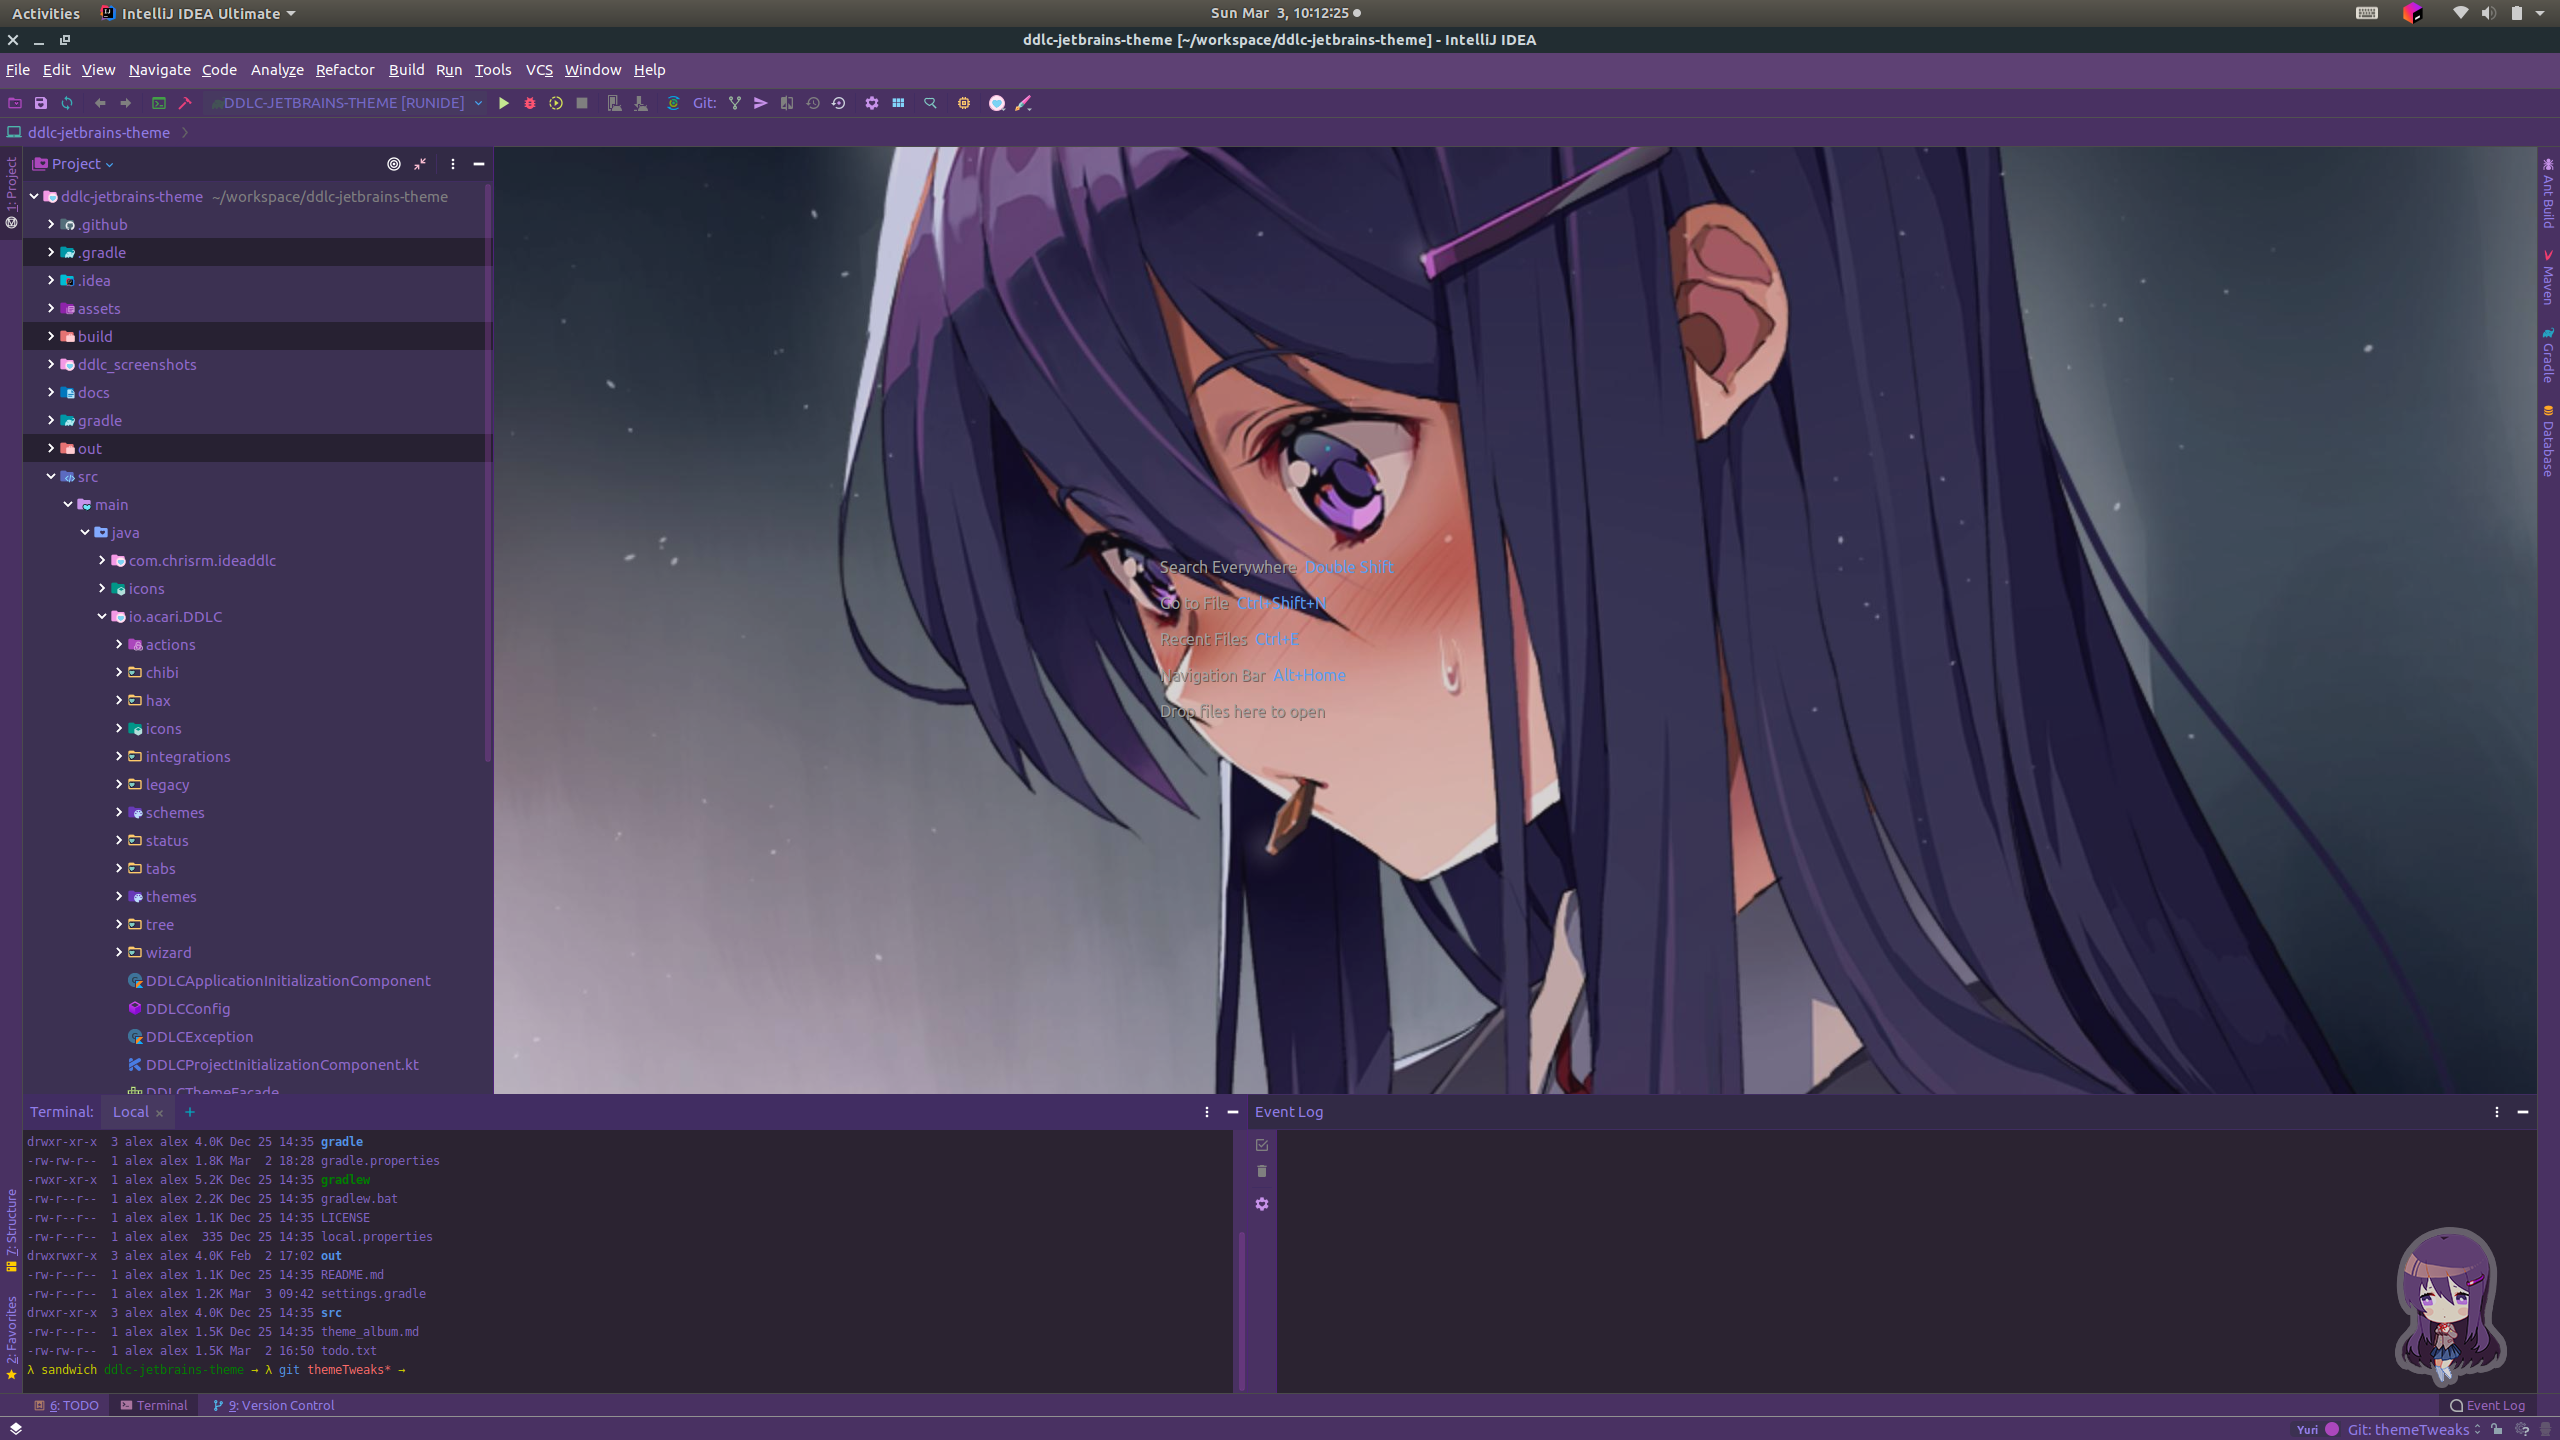 Activities IntelliJ IDEA Ultimate Sun Mar 3, 10:12:25
ddlc-jetbrains-theme [~/workspace/ddlc-jetbrains-theme] - IntelliJ IDEA
File Edit View Navigate Code Analyze Refactor Build Run Tools VCS Window Help
DDLC-JETBRAINS-THEME [RUNIDE] Git:
ddlc-jetbrains-theme
1: Project
Project
ddlc-jetbrains-theme ~/workspace/ddlc-jetbrains-theme
.github
.gradle
.idea
assets
build
ddlc_screenshots
docs
gradle
out
src
main
java
com.chrisrm.ideaddlc
icons
io.acari.DDLC
actions
chibi
hax
icons
integrations
legacy
schemes
status
tabs
themes
tree
wizard
DDLCApplicationInitializationComponent
DDLCConfig
DDLCException
DDLCProjectInitializationComponent.kt
DDLCThemeFacade
Search Everywhere Double Shift
Go to File Ctrl+Shift+N
Recent Files Ctrl+E
Navigation Bar Alt+Home
Drop files here to open
Ant Build
Maven
Gradle
Database
7: Structure
2: Favorites
Terminal: Local × +
drwxr-xr-x 3 alex alex 4.0K Dec 25 14:35 gradle
-rw-rw-r-- 1 alex alex 1.8K Mar 2 18:28 gradle.properties
-rwxr-xr-x 1 alex alex 5.2K Dec 25 14:35 gradlew
-rw-r--r-- 1 alex alex 2.2K Dec 25 14:35 gradlew.bat
-rw-r--r-- 1 alex alex 1.1K Dec 25 14:35 LICENSE
-rw-r--r-- 1 alex alex 335 Dec 25 14:35 local.properties
drwxrwxr-x 3 alex alex 4.0K Feb 2 17:02 out
-rw-r--r-- 1 alex alex 1.1K Dec 25 14:35 README.md
-rw-r--r-- 1 alex alex 1.2K Mar 3 09:42 settings.gradle
drwxr-xr-x 3 alex alex 4.0K Dec 25 14:35 src
-rw-r--r-- 1 alex alex 1.5K Dec 25 14:35 theme_album.md
-rw-rw-r-- 1 alex alex 1.5K Mar 2 16:50 todo.txt
λ sandwich ddlc-jetbrains-theme → λ git themeTweaks* →
Event Log
6: TODO Terminal 9: Version Control Event Log
Yuri Git: themeTweaks